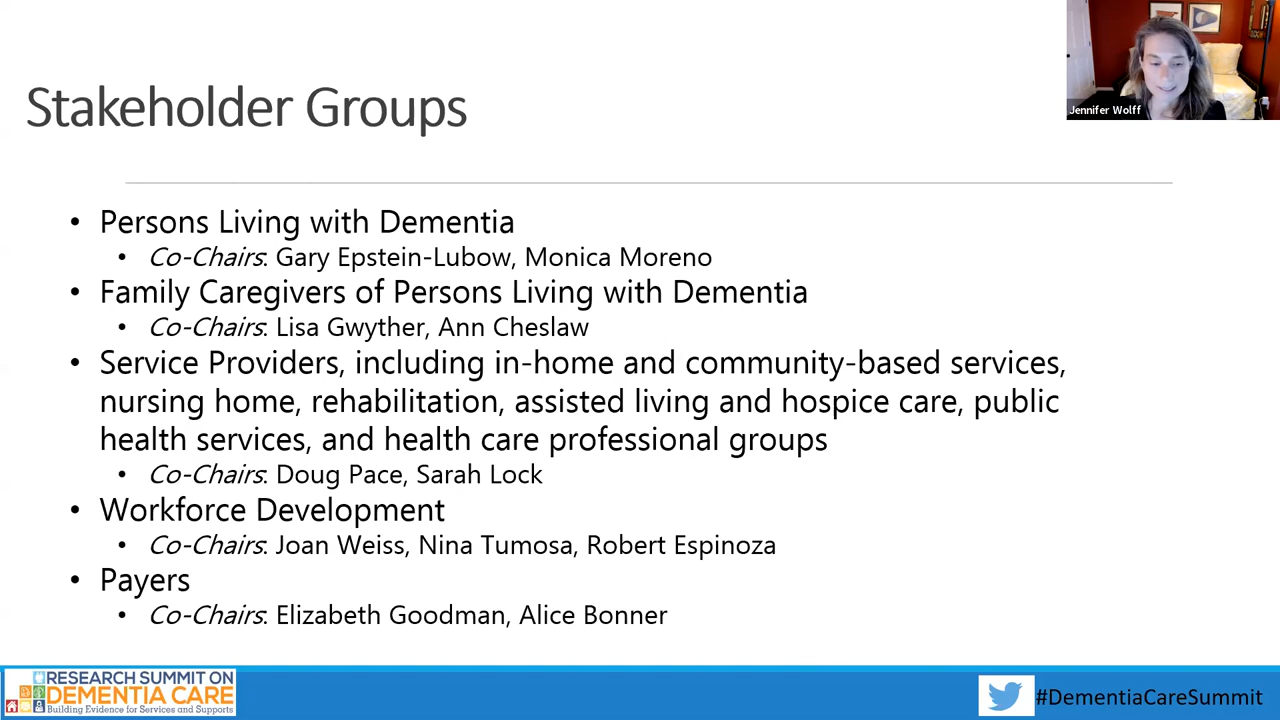 Jennifer Wolff
Stakeholder Groups
• Persons Living with Dementia
• Co-Chairs: Gary Epstein-Lubow, Monica Moreno
• Family Caregivers of Persons Living with Dementia
• Co-Chairs: Lisa Gwyther, Ann Cheslaw
• Service Providers, including in-home and community-based services,
nursing home, rehabilitation, assisted living and hospice care, public
health services, and health care professional groups
• Co-Chairs: Doug Pace, Sarah Lock
• Workforce Development
• Co-Chairs: Joan Weiss, Nina Tumosa, Robert Espinoza
• Payers
• Co-Chairs: Elizabeth Goodman, Alice Bonner
RESEARCH SUMMIT ON
DEMENTIA CARE
Building Evidence for Services and Supports
#DementiaCareSummit